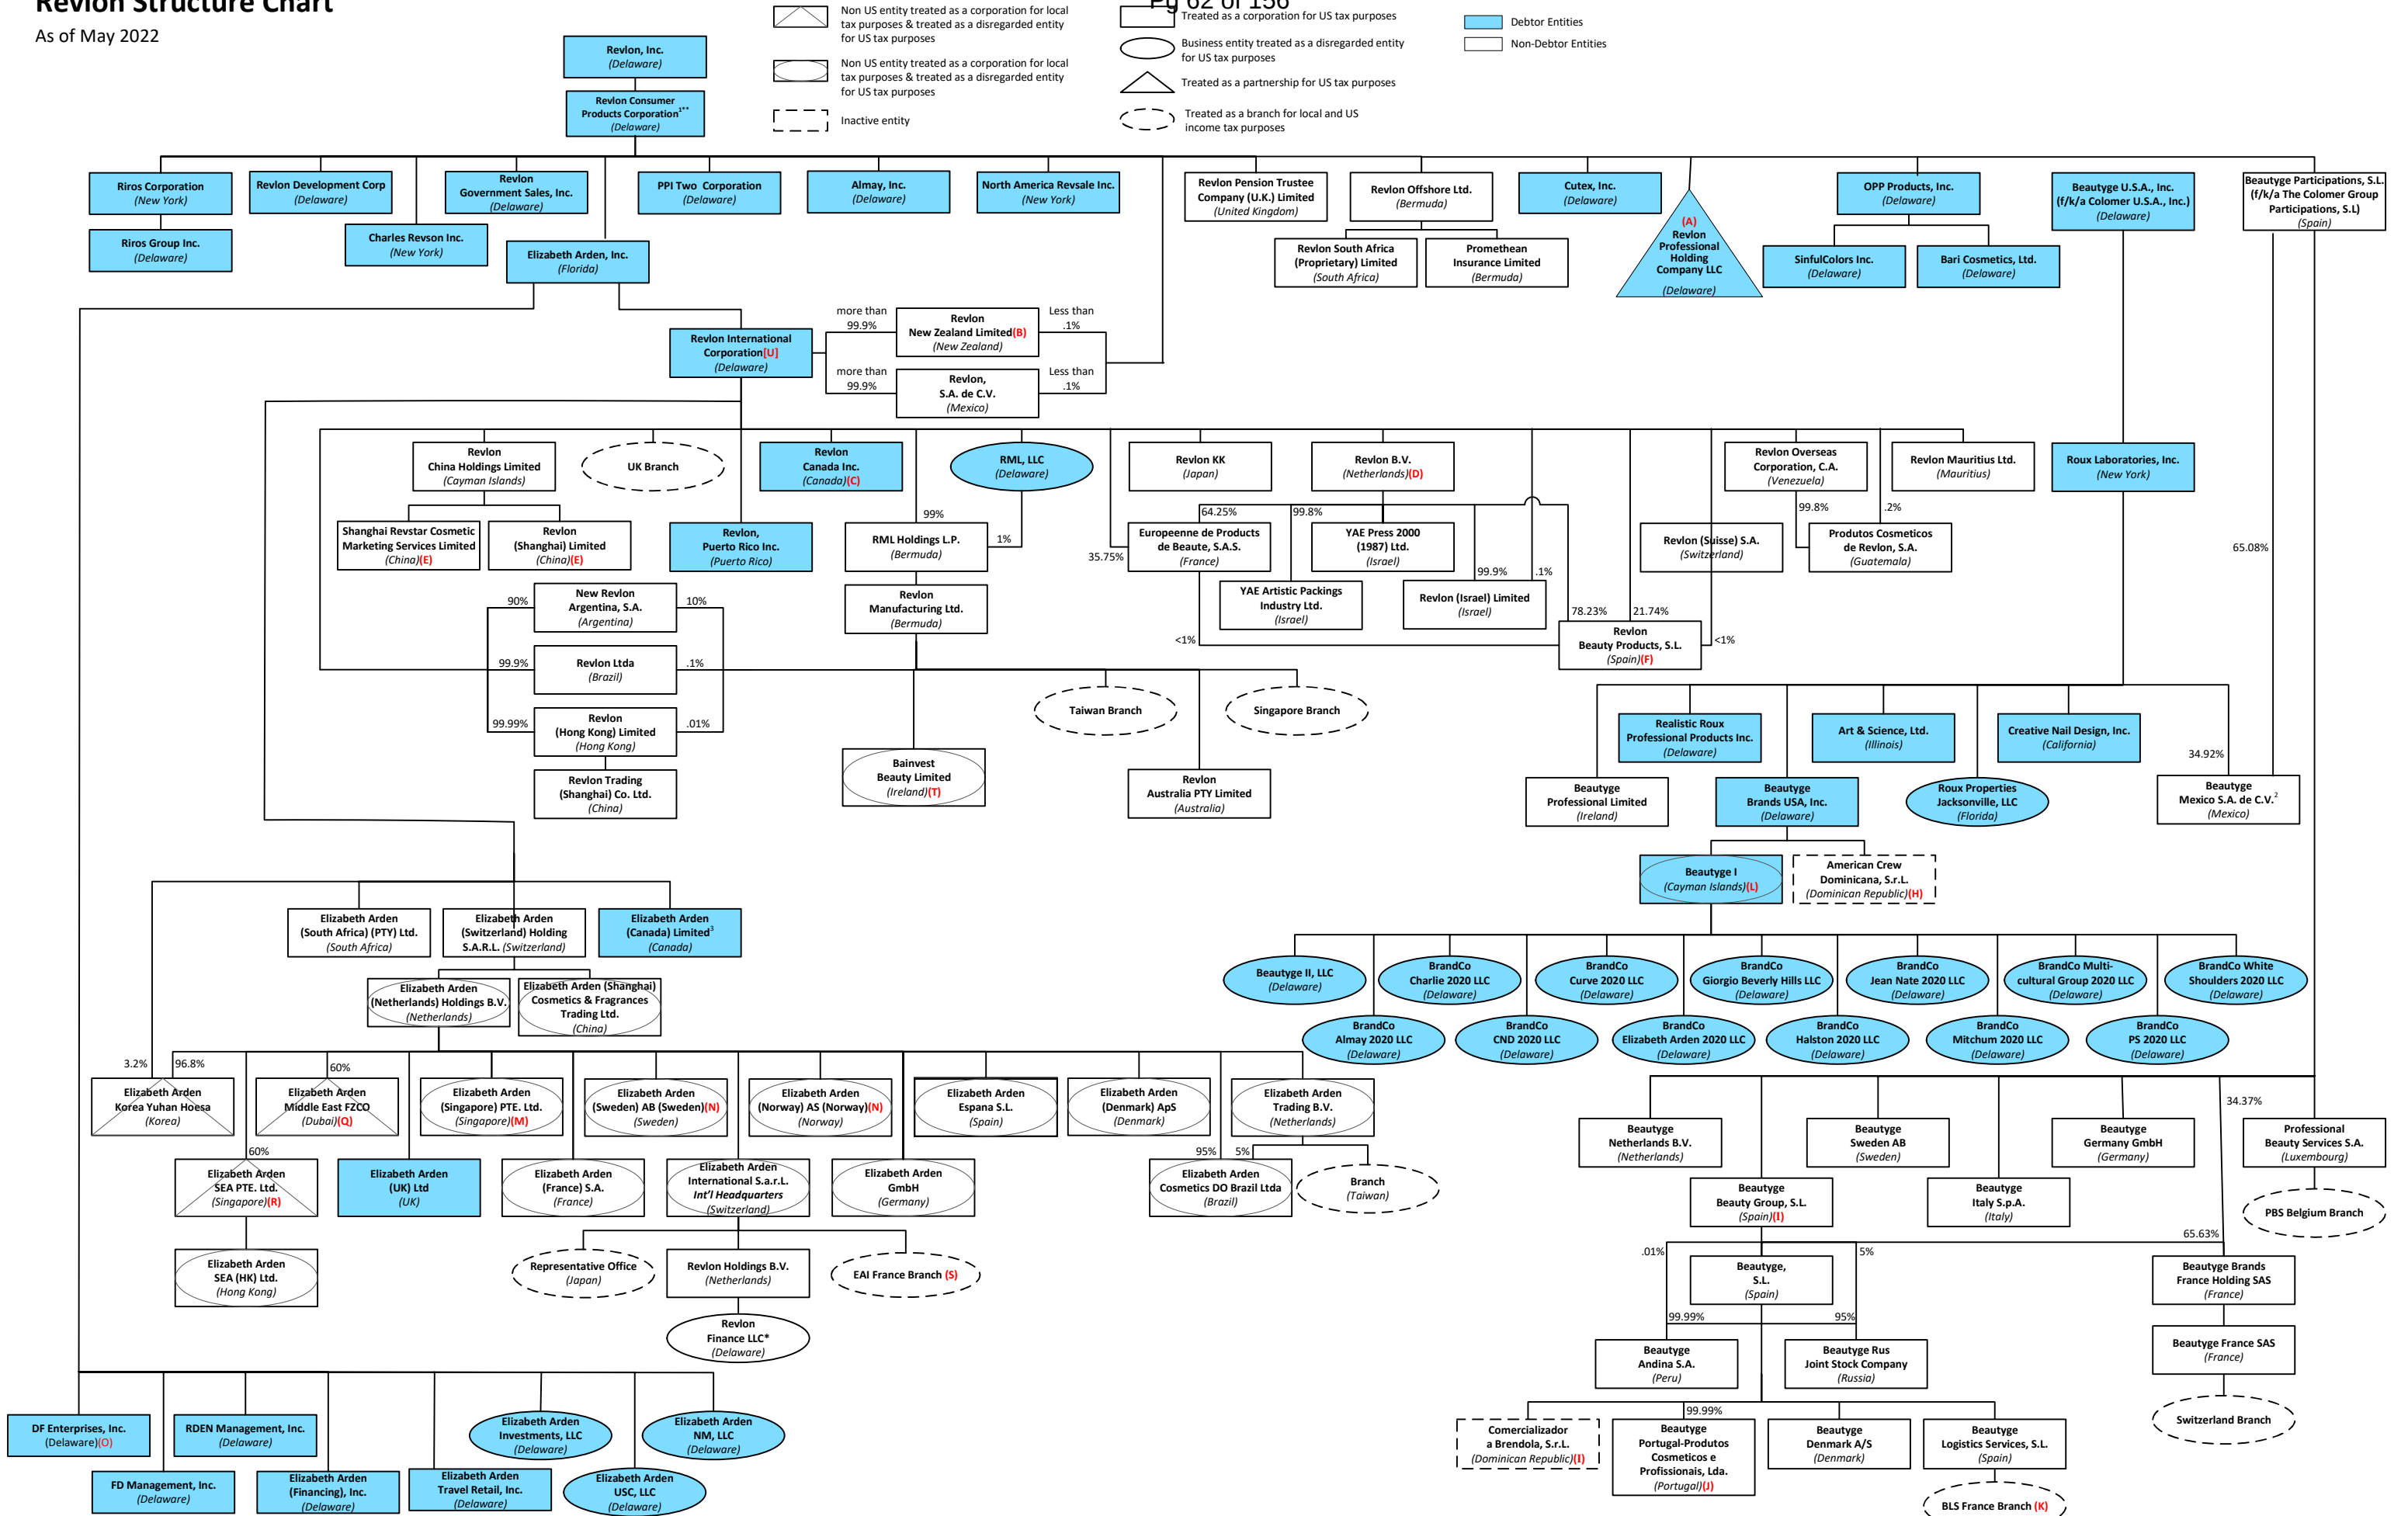 Revlon Structure Chart
Pg 62 of 156
As of May 2022
Non US entity treated as a corporation for local
tax purposes & treated as a disregarded entity
for US tax purposes
Non US entity treated as a corporation for local
tax purposes & treated as a disregarded entity
for US tax purposes
Inactive entity
Treated as a corporation for US tax purposes
Business entity treated as a disregarded entity
for US tax purposes
Treated as a partnership for US tax purposes
Treated as a branch for local and US
income tax purposes
Debtor Entities
Non-Debtor Entities
Revlon, Inc.
(Delaware)
Revlon Consumer
Products Corporation1**
(Delaware)
Riros Corporation
(New York)
Riros Group Inc.
(Delaware)
Revlon Development Corp
(Delaware)
Charles Revson Inc.
(New York)
Revlon
Government Sales, Inc.
(Delaware)
Elizabeth Arden, Inc.
(Florida)
PPI Two Corporation
(Delaware)
Almay, Inc.
(Delaware)
North America Revsale Inc.
(New York)
Revlon Pension Trustee
Company (U.K.) Limited
(United Kingdom)
Revlon Offshore Ltd.
(Bermuda)
Revlon South Africa
(Proprietary) Limited
(South Africa)
Promethean
Insurance Limited
(Bermuda)
Cutex, Inc.
(Delaware)
(A)
Revlon
Professional
Holding
Company LLC
(Delaware)
OPP Products, Inc.
(Delaware)
SinfulColors Inc.
(Delaware)
Bari Cosmetics, Ltd.
(Delaware)
Beautyge U.S.A., Inc.
(f/k/a Colomer U.S.A., Inc.)
(Delaware)
Beautyge Participations, S.L.
(f/k/a The Colomer Group
Participations, S.L)
(Spain)
Revlon International
Corporation[U]
(Delaware)
more than
99.9%
Revlon
New Zealand Limited(B)
(New Zealand)
Less than
.1%
more than
99.9%
Revlon,
S.A. de C.V.
(Mexico)
Less than
.1%
Revlon
China Holdings Limited
(Cayman Islands)
UK Branch
Revlon
Canada Inc.
(Canada)(C)
RML, LLC
(Delaware)
Revlon KK
(Japan)
Revlon B.V.
(Netherlands)(D)
Revlon Overseas
Corporation, C.A.
(Venezuela)
Revlon Mauritius Ltd.
(Mauritius)
Roux Laboratories, Inc.
(New York)
Shanghai Revstar Cosmetic
Marketing Services Limited
(China)(E)
Revlon
(Shanghai) Limited
(China)(E)
Revlon,
Puerto Rico Inc.
(Puerto Rico)
99%
RML Holdings L.P.
(Bermuda)
1%
35.75%
64.25%
Europeenne de Products
de Beaute, S.A.S.
(France)
99.8%
YAE Press 2000
(1987) Ltd.
(Israel)
YAE Artistic Packings
Industry Ltd.
(Israel)
99.9%
.1%
Revlon (Israel) Limited
(Israel)
Revlon (Suisse) S.A.
(Switzerland)
99.8%
.2%
Produtos Cosmeticos
de Revlon, S.A.
(Guatemala)
65.08%
90%
New Revlon
Argentina, S.A.
(Argentina)
10%
Revlon
Manufacturing Ltd.
(Bermuda)
78.23%
21.74%
<1%
Revlon
Beauty Products, S.L.
(Spain)(F)
<1%
99.9%
Revlon Ltda
(Brazil)
.1%
99.99%
Revlon
(Hong Kong) Limited
(Hong Kong)
.01%
Revlon Trading
(Shanghai) Co. Ltd.
(China)
Taiwan Branch
Singapore Branch
Bainvest
Beauty Limited
(Ireland)(T)
Revlon
Australia PTY Limited
(Australia)
Realistic Roux
Professional Products Inc.
(Delaware)
Art & Science, Ltd.
(Illinois)
Creative Nail Design, Inc.
(California)
34.92%
Beautyge
Professional Limited
(Ireland)
Beautyge
Brands USA, Inc.
(Delaware)
Roux Properties
Jacksonville, LLC
(Florida)
Beautyge
Mexico S.A. de C.V.2
(Mexico)
Beautyge I
(Cayman Islands)(L)
American Crew
Dominicana, S.r.L.
(Dominican Republic)(H)
Elizabeth Arden
(South Africa) (PTY) Ltd.
(South Africa)
Elizabeth Arden
(Switzerland) Holding
S.A.R.L. (Switzerland)
Elizabeth Arden
(Canada) Limited3
(Canada)
Elizabeth Arden
(Netherlands) Holdings B.V.
(Netherlands)
Elizabeth Arden (Shanghai)
Cosmetics & Fragrances
Trading Ltd.
(China)
Beautyge II, LLC
(Delaware)
BrandCo
Charlie 2020 LLC
(Delaware)
BrandCo
Curve 2020 LLC
(Delaware)
BrandCo
Giorgio Beverly Hills LLC
(Delaware)
BrandCo
Jean Nate 2020 LLC
(Delaware)
BrandCo Multi-
cultural Group 2020 LLC
(Delaware)
BrandCo White
Shoulders 2020 LLC
(Delaware)
BrandCo
Almay 2020 LLC
(Delaware)
BrandCo
CND 2020 LLC
(Delaware)
BrandCo
Elizabeth Arden 2020 LLC
(Delaware)
BrandCo
Halston 2020 LLC
(Delaware)
BrandCo
Mitchum 2020 LLC
(Delaware)
BrandCo
PS 2020 LLC
(Delaware)
3.2%
96.8%
Elizabeth Arden
Korea Yuhan Hoesa
(Korea)
60%
Elizabeth Arden
Middle East FZCO
(Dubai)(Q)
Elizabeth Arden
(Singapore) PTE. Ltd.
(Singapore)(M)
Elizabeth Arden
(Sweden) AB (Sweden)(N)
(Sweden)
Elizabeth Arden
(Norway) AS (Norway)(N)
(Norway)
Elizabeth Arden
Espana S.L.
(Spain)
Elizabeth Arden
(Denmark) ApS
(Denmark)
Elizabeth Arden
Trading B.V.
(Netherlands)
60%
Elizabeth Arden
SEA PTE. Ltd.
(Singapore)(R)
Elizabeth Arden
(UK) Ltd
(UK)
Elizabeth Arden
(France) S.A.
(France)
Elizabeth Arden
International S.a.r.L.
Int'l Headquarters
(Switzerland)
Elizabeth Arden
GmbH
(Germany)
95%
5%
Elizabeth Arden
Cosmetics DO Brazil Ltda
(Brazil)
Branch
(Taiwan)
Elizabeth Arden
SEA (HK) Ltd.
(Hong Kong)
Representative Office
(Japan)
Revlon Holdings B.V.
(Netherlands)
EAI France Branch (S)
Revlon
Finance LLC*
(Delaware)
34.37%
Beautyge
Netherlands B.V.
(Netherlands)
Beautyge
Sweden AB
(Sweden)
Beautyge
Germany GmbH
(Germany)
Professional
Beauty Services S.A.
(Luxembourg)
Beautyge
Beauty Group, S.L.
(Spain)(I)
Beautyge
Italy S.p.A.
(Italy)
PBS Belgium Branch
65.63%
.01%
5%
Beautyge,
S.L.
(Spain)
Beautyge Brands
France Holding SAS
(France)
99.99%
95%
Beautyge
Andina S.A.
(Peru)
Beautyge Rus
Joint Stock Company
(Russia)
Beautyge France SAS
(France)
Switzerland Branch
99.99%
Comercializador
a Brendola, S.r.L.
(Dominican Republic)(I)
Beautyge
Portugal-Produtos
Cosmeticos e
Profissionais, Lda.
(Portugal)(J)
Beautyge
Denmark A/S
(Denmark)
Beautyge
Logistics Services, S.L.
(Spain)
BLS France Branch (K)
DF Enterprises, Inc.
(Delaware)(O)
RDEN Management, Inc.
(Delaware)
Elizabeth Arden
Investments, LLC
(Delaware)
Elizabeth Arden
NM, LLC
(Delaware)
FD Management, Inc.
(Delaware)
Elizabeth Arden
(Financing), Inc.
(Delaware)
Elizabeth Arden
Travel Retail, Inc.
(Delaware)
Elizabeth Arden
USC, LLC
(Delaware)